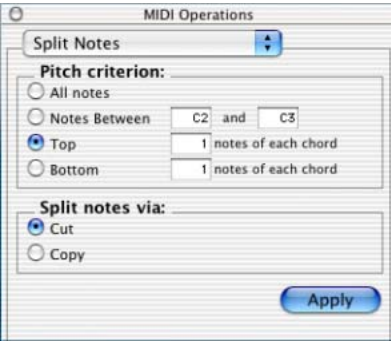 MIDI Operations
Split Notes
Pitch criterion:
All notes
Notes Between C2 and C3
Top 1 notes of each chord
Bottom 1 notes of each chord
Split notes via:
Cut
Copy
Apply